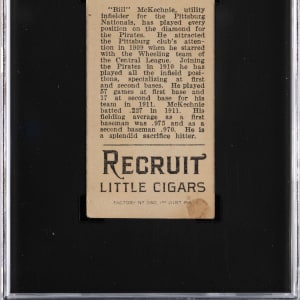 "Bill" McKechnie, utility
infielder for the Pittsburg
Nationals, has played every
position on the diamond for
the Pirates. He attracted
the Pittsburg club's atten-
tion in 1909 when he starred
with the Wheeling team of
the Central League. Joining
the Pirates in 1910 he has
played all the infield posi-
tions, specializing at first
and second bases. He played
57 games at first base and
17 at second base for his
team in 1911. McKechnie
batted .227 in 1911. His
fielding average as a first
baseman was .975 and as a
second baseman .970. He is
a splendid sacrifice hitter.
RECRUIT
LITTLE CIGARS
FACTORY Nº